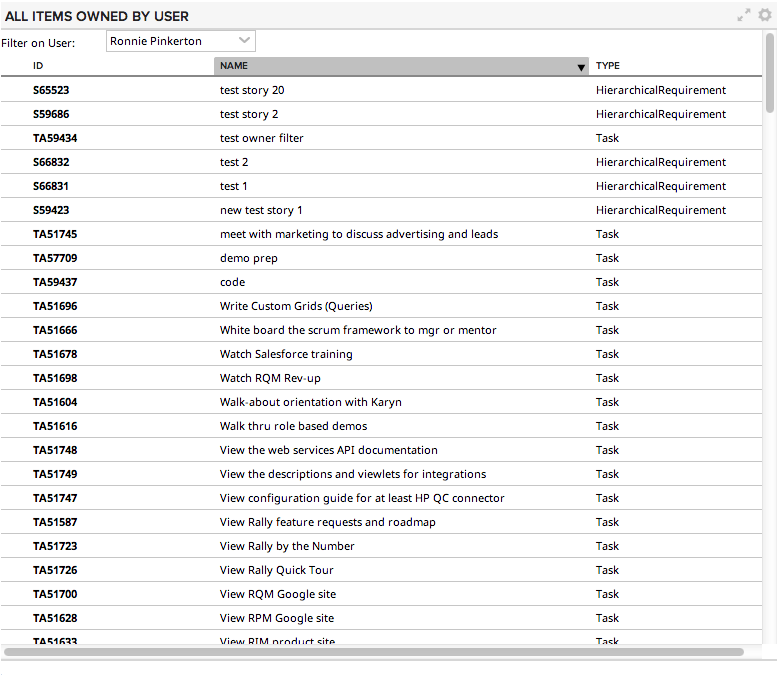 ALL ITEMS OWNED BY USER
Filter on User: Ronnie Pinkerton
ID NAME TYPE
S65523 test story 20 HierarchicalRequirement
S59686 test story 2 HierarchicalRequirement
TA59434 test owner filter Task
S66832 test 2 HierarchicalRequirement
S66831 test 1 HierarchicalRequirement
S59423 new test story 1 HierarchicalRequirement
TA51745 meet with marketing to discuss advertising and leads Task
TA57709 demo prep Task
TA59437 code Task
TA51696 Write Custom Grids (Queries) Task
TA51666 White board the scrum framework to mgr or mentor Task
TA51678 Watch Salesforce training Task
TA51698 Watch RQM Rev-up Task
TA51604 Walk-about orientation with Karyn Task
TA51616 Walk thru role based demos Task
TA51748 View the web services API documentation Task
TA51749 View the descriptions and viewlets for integrations Task
TA51747 View configuration guide for at least HP QC connector Task
TA51587 View Rally feature requests and roadmap Task
TA51723 View Rally by the Number Task
TA51726 View Rally Quick Tour Task
TA51700 View RQM Google site Task
TA51628 View RPM Google site Task
TA51633 View RIM product site Task